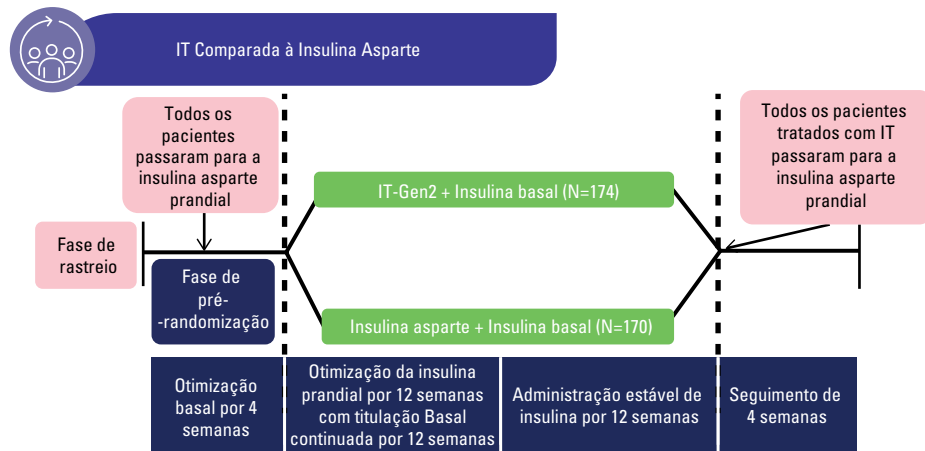 IT Comparada à Insulina Asparte
Todos os
pacientes
passaram para a
insulina asparte
prandial
Todos os pacientes
tratados com IT
passaram para a
insulina asparte
prandial
IT-Gen2 + Insulina basal (N=174)
Fase de
rastreio
Fase de
pré-
-randomização
Insulina asparte + Insulina basal (N=170)
Otimização
basal por 4
semanas
Otimização da insulina
prandial por 12 semanas
com titulação Basal
continuada por 12 semanas
Administração estável de
insulina por 12 semanas
Seguimento de
4 semanas